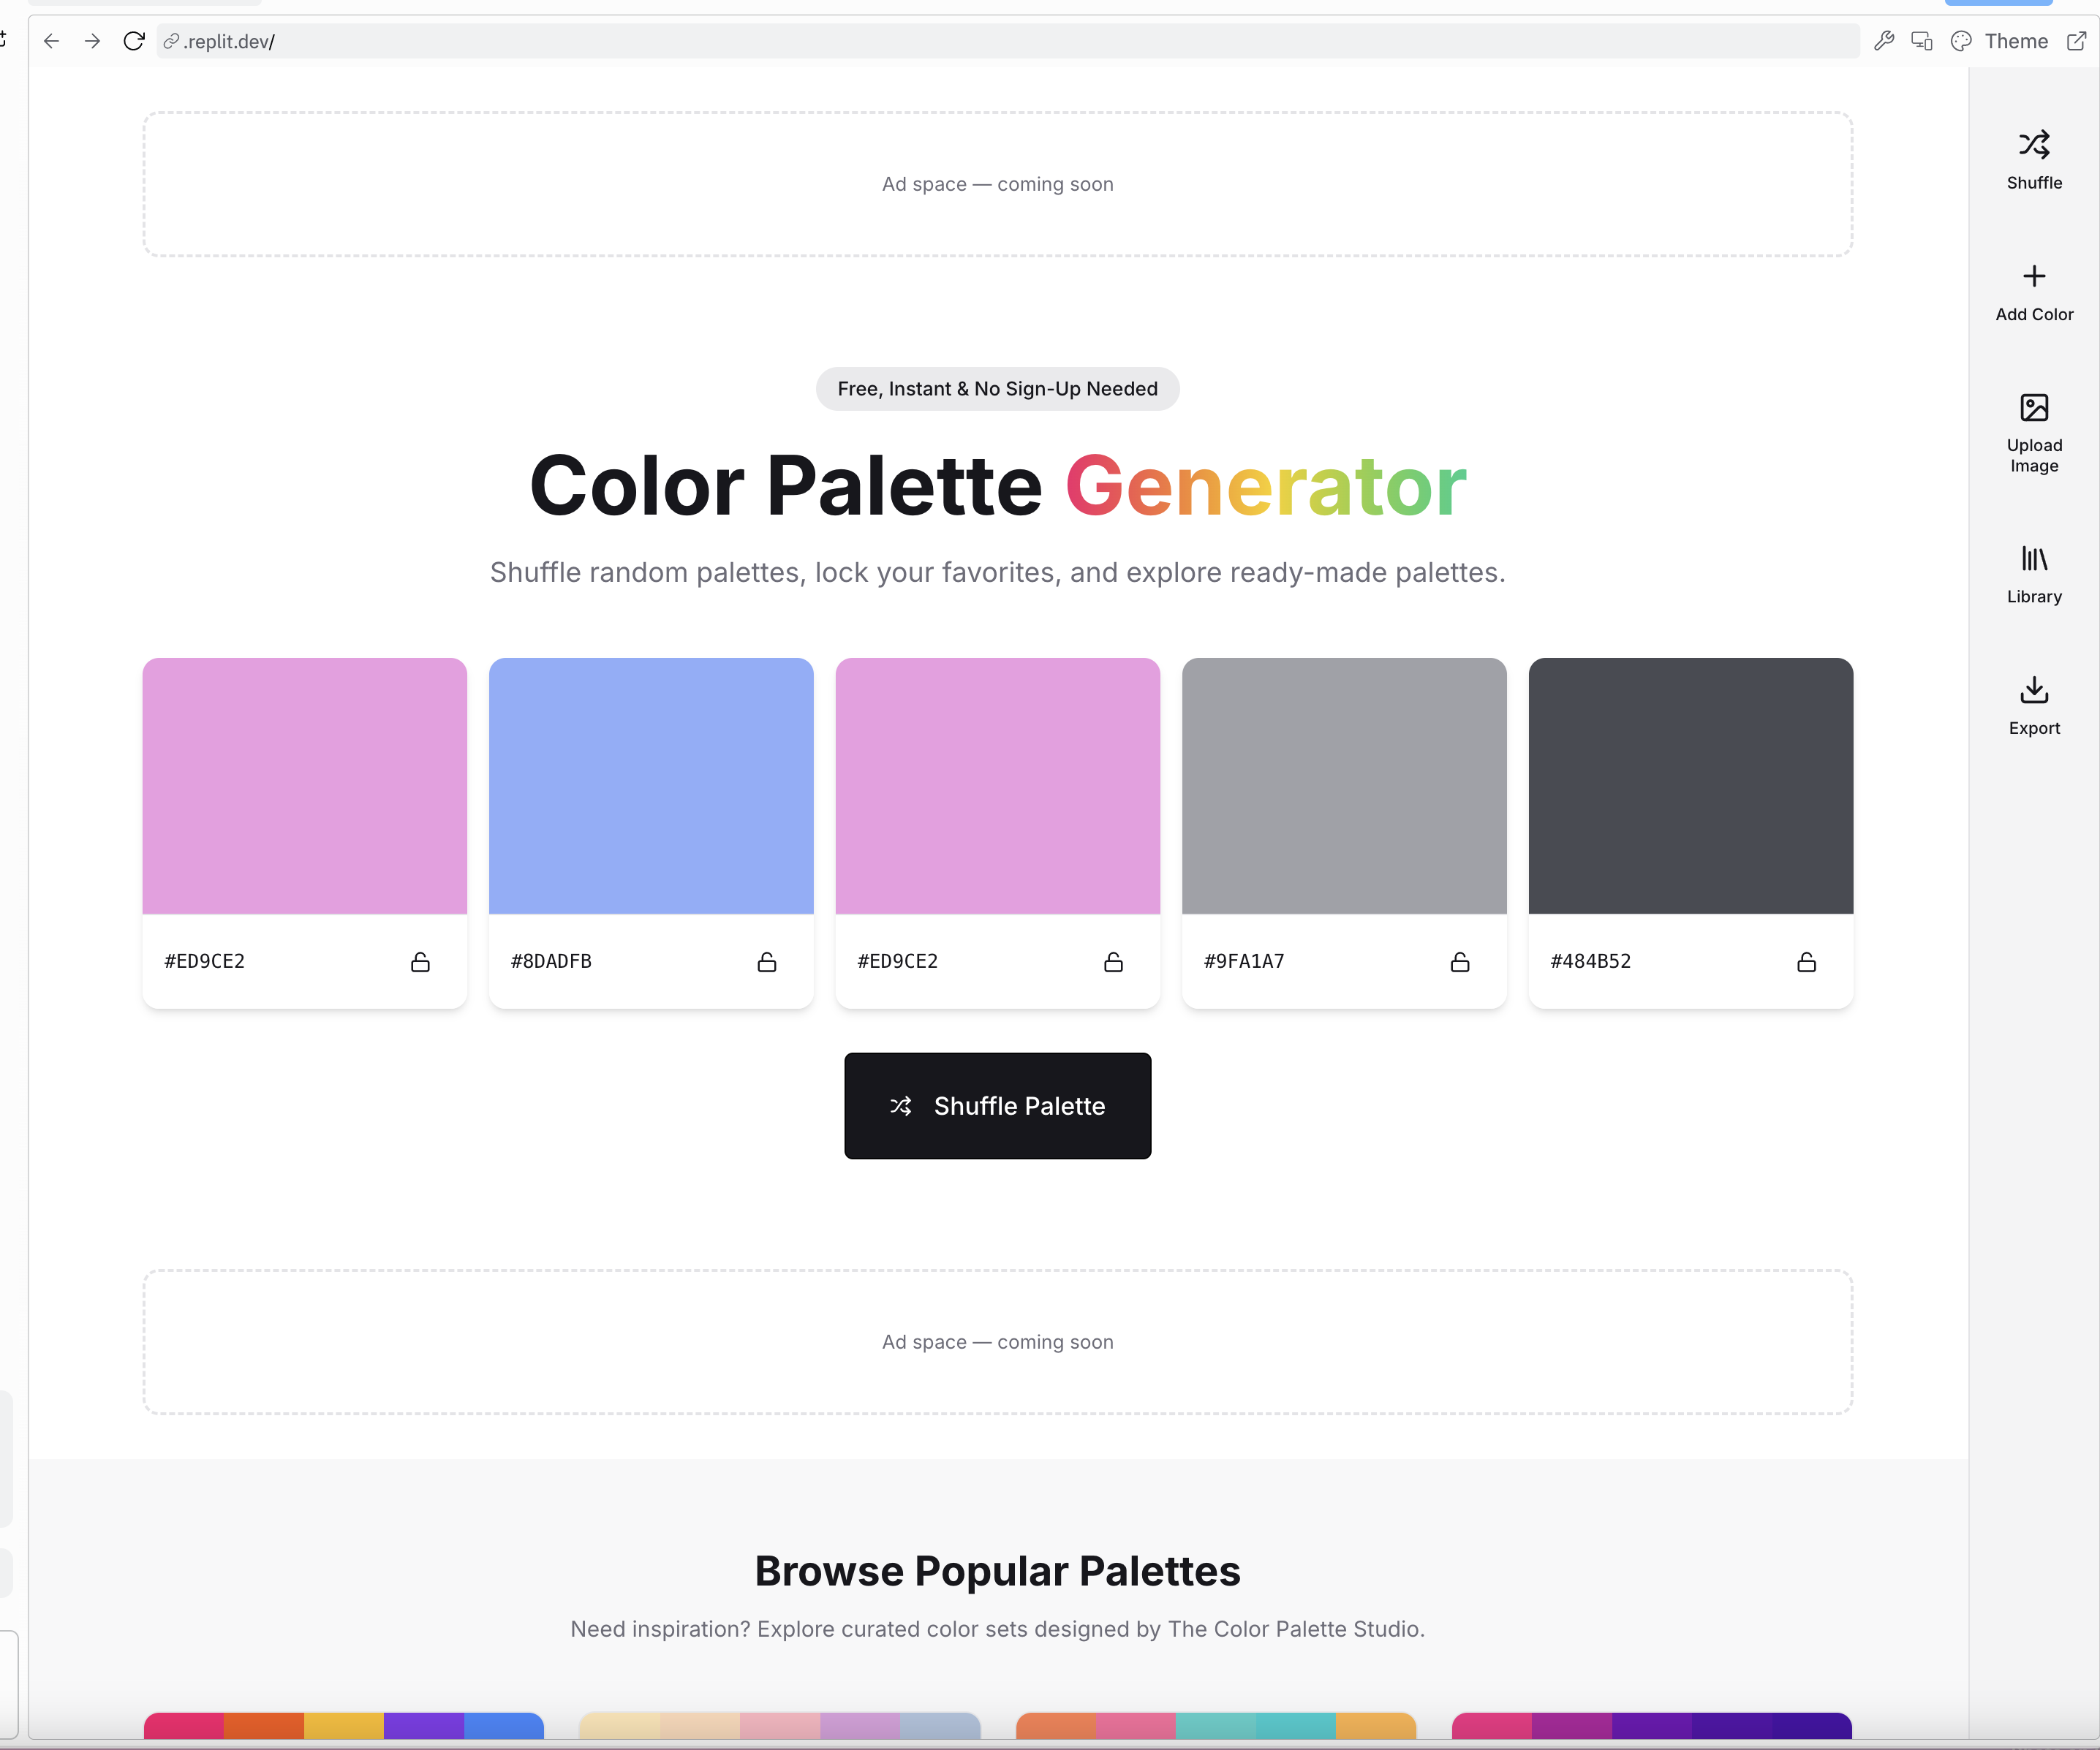 .replit.dev/
Theme
Ad space — coming soon
Free, Instant & No Sign-Up Needed
Color Palette Generator
Shuffle random palettes, lock your favorites, and explore ready-made palettes.
#ED9CE2
#8DADFB
#ED9CE2
#9FA1A7
#484B52
Shuffle Palette
Ad space — coming soon
Browse Popular Palettes
Need inspiration? Explore curated color sets designed by The Color Palette Studio.
Shuffle
Add Color
Upload
Image
Library
Export